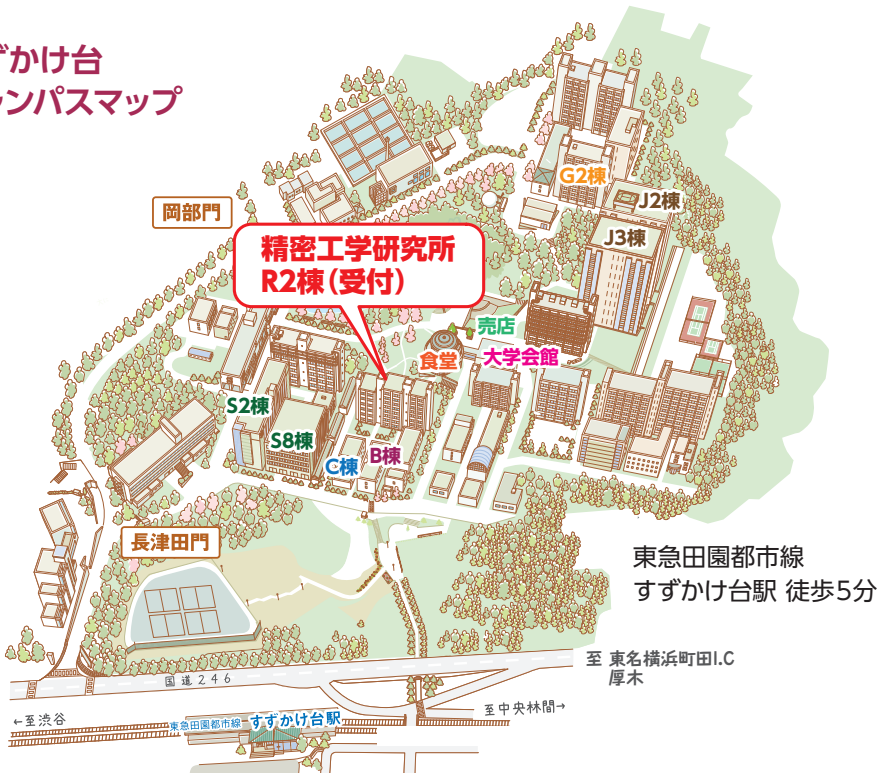 ずかけ台
ャンパスマップ
G2棟
J2棟
岡部門
J3棟
精密工学研究所
R2棟(受付)
売店
食堂
大学会館
S2棟
S8棟
B棟
C棟
長津田門
東急田園都市線
すずかけ台駅 徒歩5分
至 東名横浜町田I.C
厚木
国道246
至中央林間→
←至渋谷
東急田園都市線 すずかけ台駅